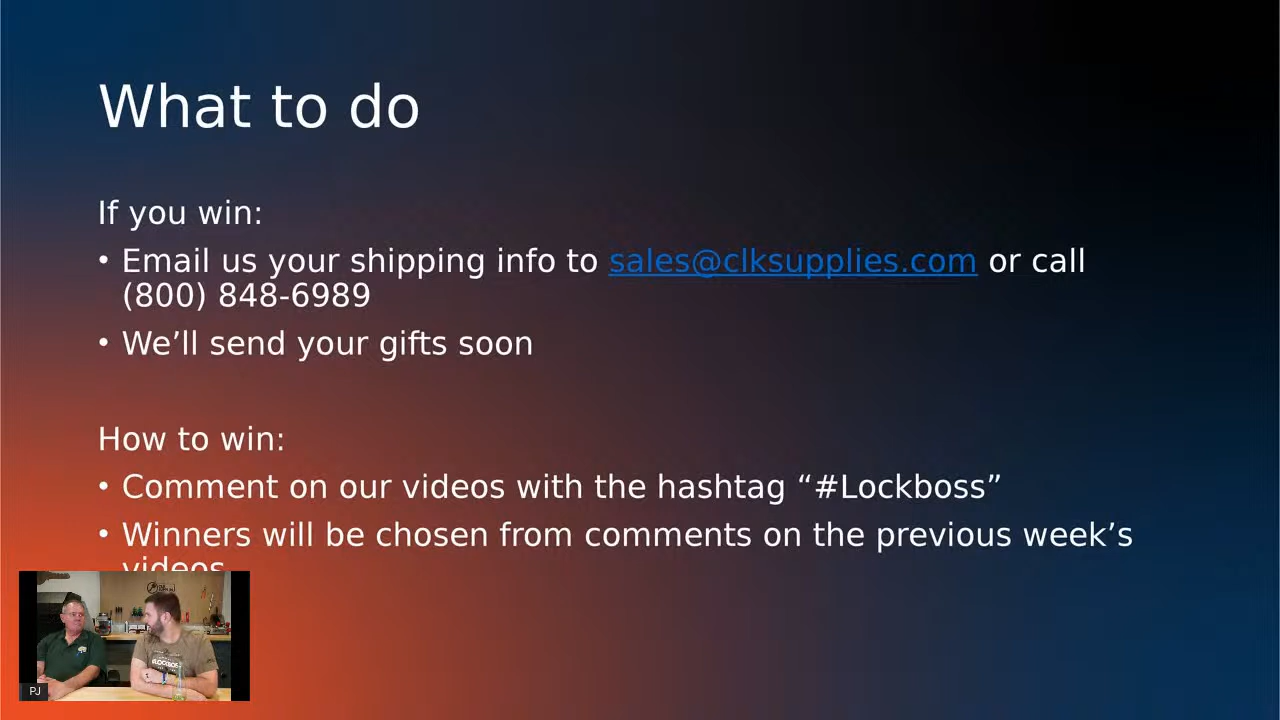 What to do
If you win:
• Email us your shipping info to sales@clksupplies.com or call
(800) 848-6989
• We’ll send your gifts soon
How to win:
• Comment on our videos with the hashtag “#Lockboss”
• Winners will be chosen from comments on the previous week’s
videos
PJ